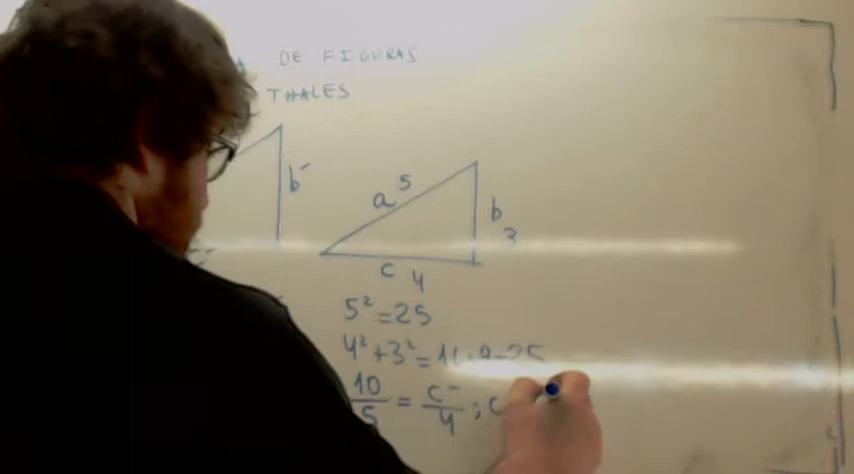 A DE FIGURAS
THALES
b'
a 5
b
3
c 4
5² = 25
4² + 3² = 16+9=25
10/5 = c'/4 ; c